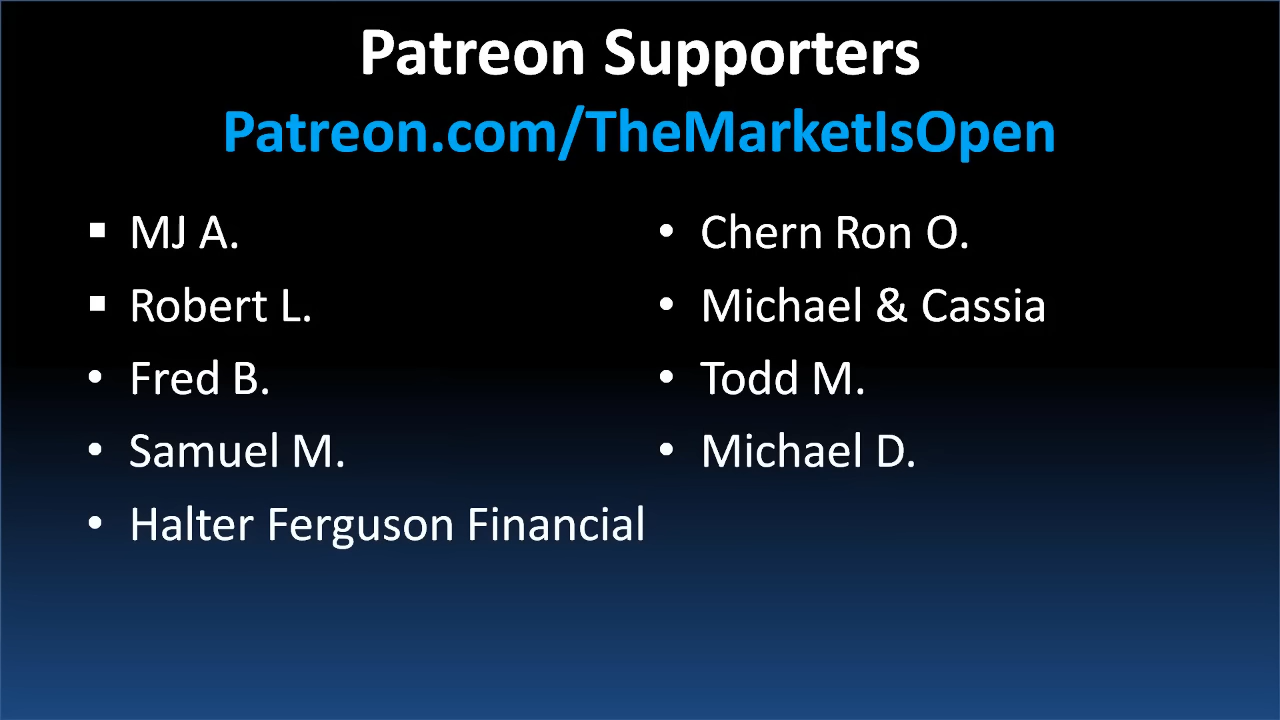 Patreon Supporters
Patreon.com/TheMarketIsOpen
▪ MJ A.
▪ Robert L.
• Fred B.
• Samuel M.
• Halter Ferguson Financial
• Chern Ron O.
• Michael & Cassia
• Todd M.
• Michael D.